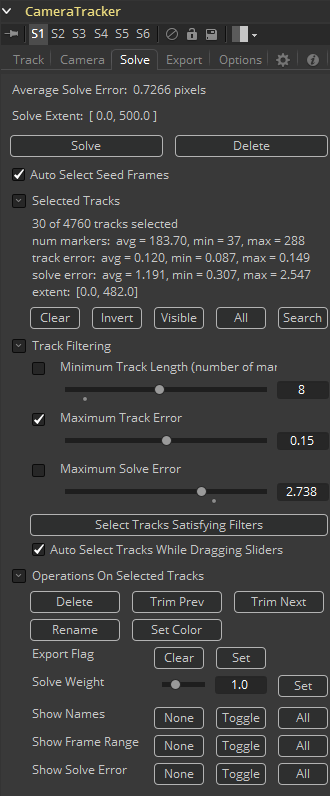 CameraTracker
S1 S2 S3 S4 S5 S6
Track Camera Solve Export Options
Average Solve Error: 0.7266 pixels
Solve Extent: [ 0.0, 500.0 ]
Solve Delete
Auto Select Seed Frames
Selected Tracks
30 of 4760 tracks selected
num markers: avg = 183.70, min = 37, max = 288
track error: avg = 0.120, min = 0.087, max = 0.149
solve error: avg = 1.191, min = 0.307, max = 2.547
extent: [0.0, 482.0]
Clear Invert Visible All Search
Track Filtering
Minimum Track Length (number of mar
8
Maximum Track Error
0.15
Maximum Solve Error
2.738
Select Tracks Satisfying Filters
Auto Select Tracks While Dragging Sliders
Operations On Selected Tracks
Delete Trim Prev Trim Next
Rename Set Color
Export Flag Clear Set
Solve Weight 1.0 Set
Show Names None Toggle All
Show Frame Range None Toggle All
Show Solve Error None Toggle All